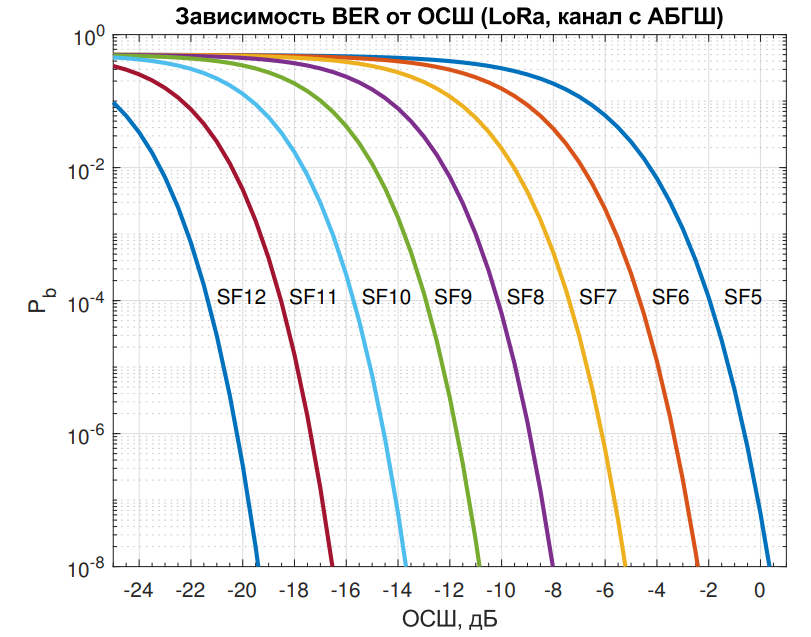 Зависимость BER от ОСШ (LoRa, канал с АБГШ)
10^0
10^-2
10^-4
10^-6
10^-8
P_b
SF12 SF11 SF10 SF9 SF8 SF7 SF6 SF5
-24 -22 -20 -18 -16 -14 -12 -10 -8 -6 -4 -2 0
ОСШ, дБ